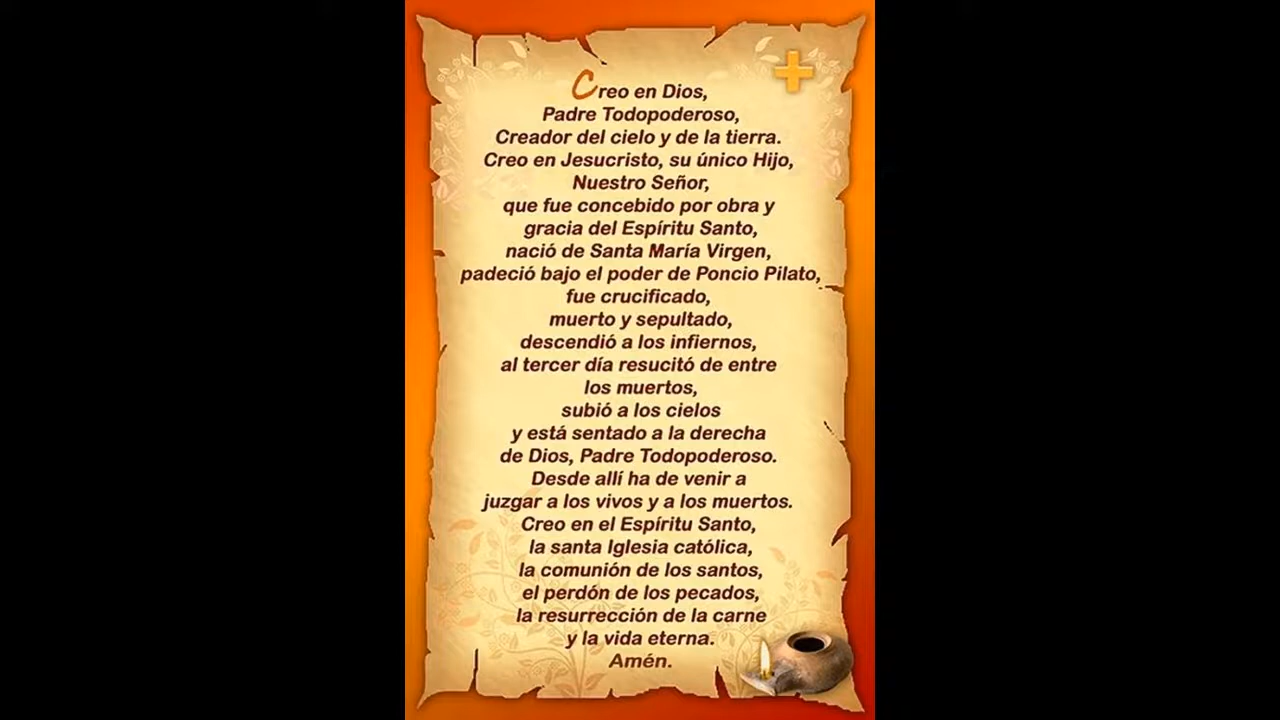 Creo en Dios,
Padre Todopoderoso,
Creador del cielo y de la tierra.
Creo en Jesucristo, su único Hijo,
Nuestro Señor,
que fue concebido por obra y
gracia del Espíritu Santo,
nació de Santa María Virgen,
padeció bajo el poder de Poncio Pilato,
fue crucificado,
muerto y sepultado,
descendió a los infiernos,
al tercer día resucitó de entre
los muertos,
subió a los cielos
y está sentado a la derecha
de Dios, Padre Todopoderoso.
Desde allí ha de venir a
juzgar a los vivos y a los muertos.
Creo en el Espíritu Santo,
la santa Iglesia católica,
la comunión de los santos,
el perdón de los pecados,
la resurrección de la carne
y la vida eterna.
Amén.